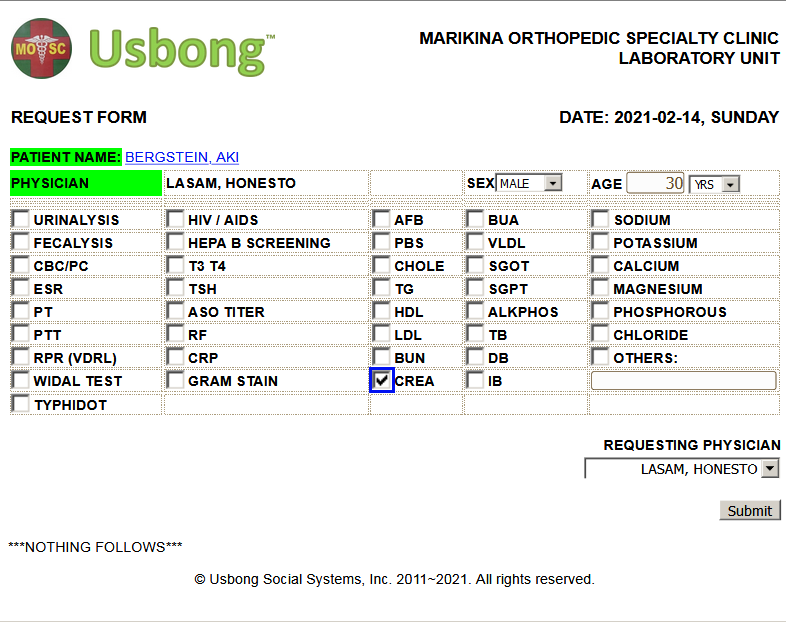 MOSC Usbong™
MARIKINA ORTHOPEDIC SPECIALTY CLINIC
LABORATORY UNIT
REQUEST FORM DATE: 2021-02-14, SUNDAY
PATIENT NAME: BERGSTEIN, AKI
PHYSICIAN LASAM, HONESTO SEX MALE AGE 30 YRS
URINALYSIS HIV / AIDS AFB BUA SODIUM
FECALYSIS HEPA B SCREENING PBS VLDL POTASSIUM
CBC/PC T3 T4 CHOLE SGOT CALCIUM
ESR TSH TG SGPT MAGNESIUM
PT ASO TITER HDL ALKPHOS PHOSPHOROUS
PTT RF LDL TB CHLORIDE
RPR (VDRL) CRP BUN DB OTHERS:
WIDAL TEST GRAM STAIN CREA IB
TYPHIDOT
REQUESTING PHYSICIAN
LASAM, HONESTO
Submit
***NOTHING FOLLOWS***
© Usbong Social Systems, Inc. 2011~2021. All rights reserved.